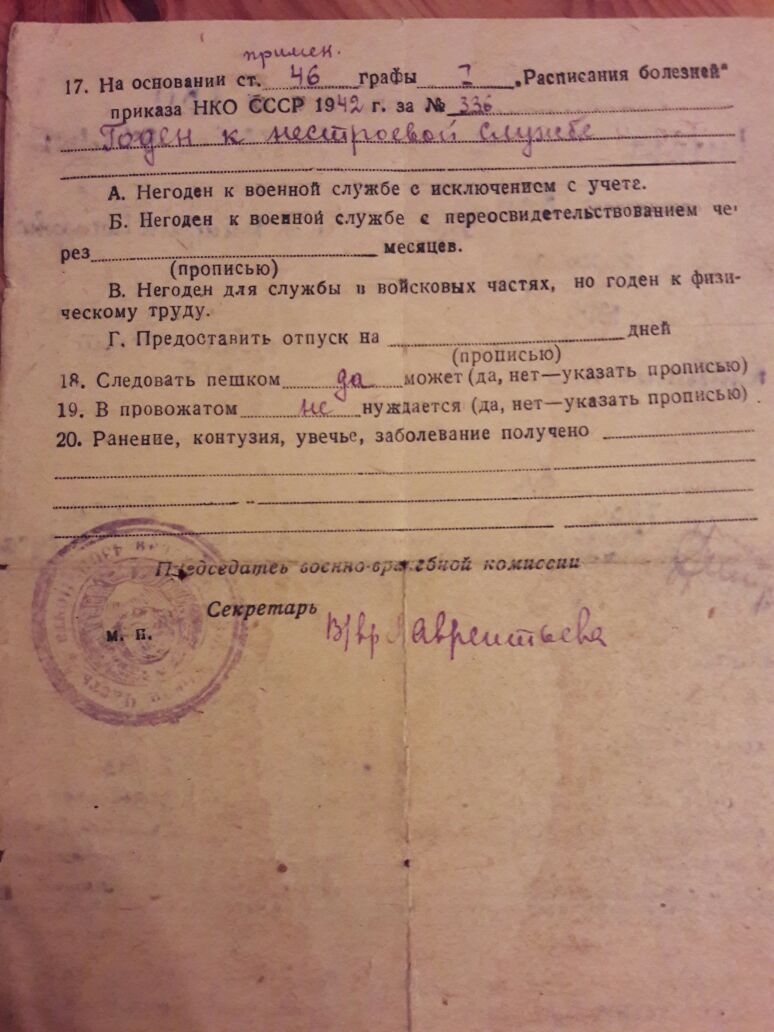 примен.
17. На основании ст. 46 графы I „Расписания болезней“
приказа НКО СССР 1942 г. за № 336
Годен к нестроевой службе
А. Негоден к военной службе с исключением с учета.
Б. Негоден к военной службе с переосвидетельствованием че-
рез месяцев.
(прописью)
В. Негоден для службы в войсковых частях, но годен к физи-
ческому труду.
Г. Предоставить отпуск на дней
(прописью)
18. Следовать пешком да может (да, нет—указать прописью)
19. В провожатом не нуждается (да, нет—указать прописью).
20. Ранение, контузия, увечье, заболевание получено
Председатеь военно-врачебной комиссии
Секретарь
м. п.
В/вр Лаврентьева